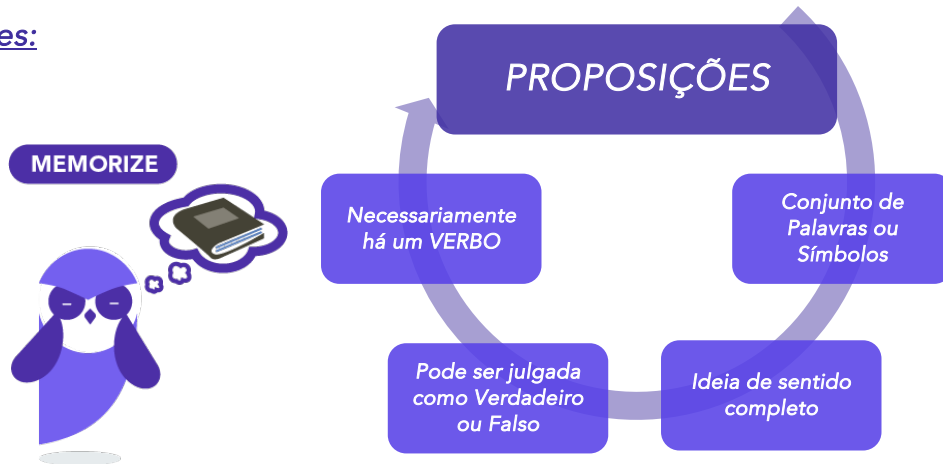 es:
PROPOSIÇÕES
MEMORIZE
Necessariamente
há um VERBO
Conjunto de
Palavras ou
Símbolos
Pode ser julgada
como Verdadeiro
ou Falso
Ideia de sentido
completo